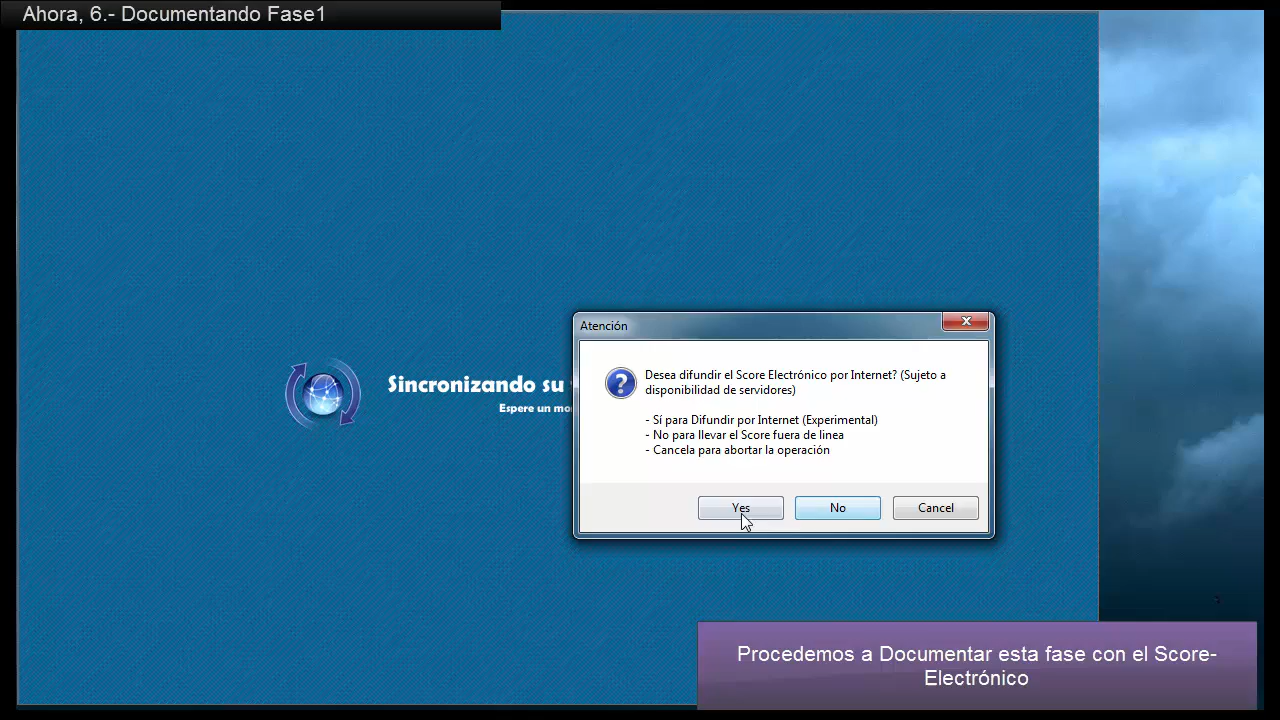 Ahora, 6.- Documentando Fase1
Atención
Desea difundir el Score Electrónico por Internet? (Sujeto a
disponibilidad de servidores)
- Sí para Difundir por Internet (Experimental)
- No para llevar el Score fuera de linea
- Cancela para abortar la operación
Sincronizando su
Espere un
Yes No Cancel
Procedemos a Documentar esta fase con el Score-
Electrónico